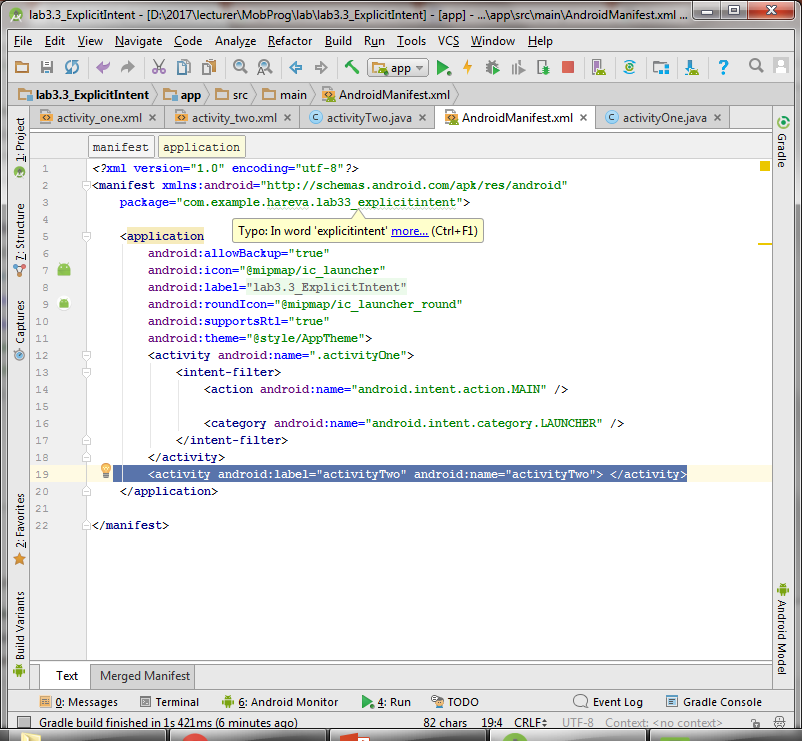 lab3.3_ExplicitIntent - [D:\2017\lecturer\MobProg\lab\lab3.3_ExplicitIntent] - [app] - ...\app\src\main\AndroidManifest.xml ...
File Edit View Navigate Code Analyze Refactor Build Run Tools VCS Window Help
app
lab3.3_ExplicitIntent app src main AndroidManifest.xml
activity_one.xml activity_two.xml activityTwo.java AndroidManifest.xml activityOne.java
manifest application
1 <?xml version="1.0" encoding="utf-8"?>
2 <manifest xmlns:android="http://schemas.android.com/apk/res/android"
3 package="com.example.hareva.lab33_explicitintent">
4
Typo: In word 'explicitintent' more... (Ctrl+F1)
5 <application
6 android:allowBackup="true"
7 android:icon="@mipmap/ic_launcher"
8 android:label="lab3.3_ExplicitIntent"
9 android:roundIcon="@mipmap/ic_launcher_round"
10 android:supportsRtl="true"
11 android:theme="@style/AppTheme">
12 <activity android:name=".activityOne">
13 <intent-filter>
14 <action android:name="android.intent.action.MAIN" />
15
16 <category android:name="android.intent.category.LAUNCHER" />
17 </intent-filter>
18 </activity>
19 <activity android:label="activityTwo" android:name="activityTwo"> </activity>
20 </application>
21
22 </manifest>
1: Project
7: Structure
Captures
2: Favorites
Build Variants
Gradle
Android Model
Text Merged Manifest
0: Messages Terminal 6: Android Monitor 4: Run TODO Event Log Gradle Console
Gradle build finished in 1s 421ms (6 minutes ago) 82 chars 19:4 CRLF UTF-8 Context: <no context>